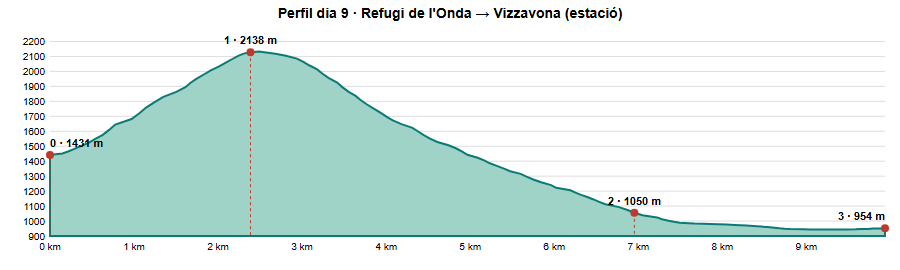 Perfil dia 9 · Refugi de l'Onda → Vizzavona (estació)
2200
2100
2000
1900
1800
1700
1600
1500
1400
1300
1200
1100
1000
900
0 · 1431 m
1 · 2138 m
2 · 1050 m
3 · 954 m
0 km
1 km
2 km
3 km
4 km
5 km
6 km
7 km
8 km
9 km